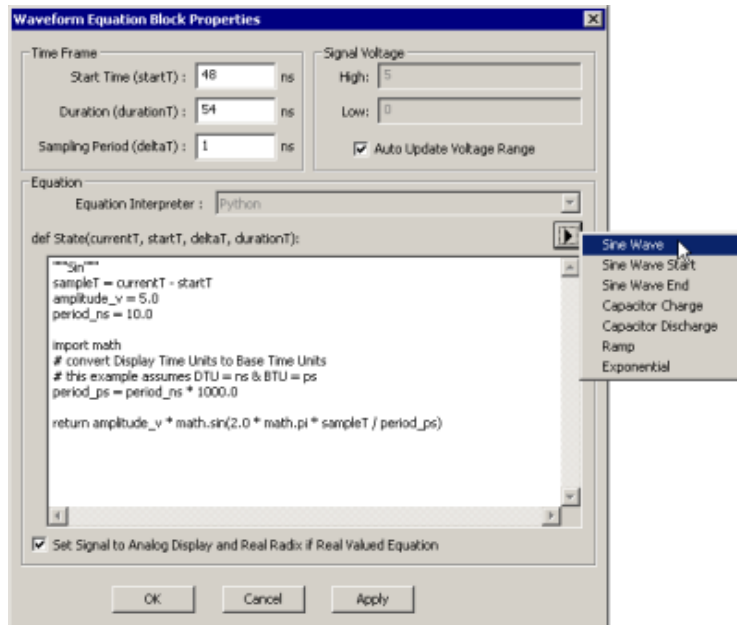 Waveform Equation Block Properties
Time Frame
Start Time (startT) : 48 ns
Duration (durationT) : 54 ns
Sampling Period (deltaT) : 1 ns
Signal Voltage
High: 5
Low: 0
Auto Update Voltage Range
Equation
Equation Interpreter : Python
def State(currentT, startT, deltaT, durationT):
"""Sin"""
sampleT = currentT - startT
amplitude_v = 5.0
period_ns = 10.0
import math
# convert Display Time Units to Base Time Units
# this example assumes DTU = ns & BTU = ps
period_ps = period_ns * 1000.0
return amplitude_v * math.sin(2.0 * math.pi * sampleT / period_ps)
Sine Wave
Sine Wave Start
Sine Wave End
Capacitor Charge
Capacitor Discharge
Ramp
Exponential
Set Signal to Analog Display and Real Radix if Real Valued Equation
OK Cancel Apply